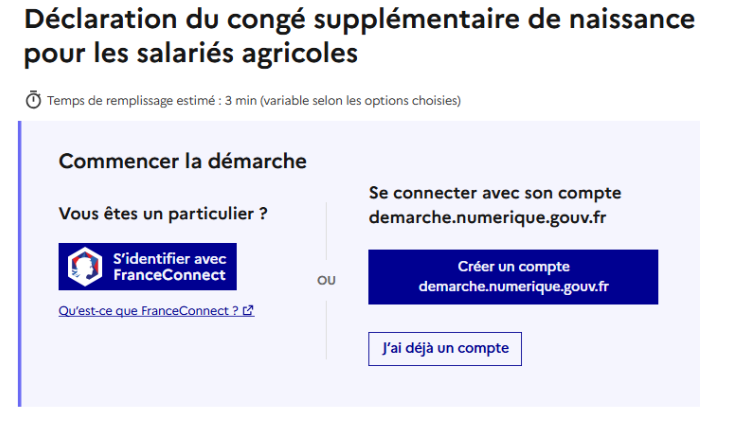 Déclaration du congé supplémentaire de naissance
pour les salariés agricoles
Temps de remplissage estimé : 3 min (variable selon les options choisies)
Commencer la démarche
Vous êtes un particulier ?
S'identifier avec
FranceConnect
Qu'est-ce que FranceConnect ?
OU
Se connecter avec son compte
demarche.numerique.gouv.fr
Créer un compte
demarche.numerique.gouv.fr
J'ai déjà un compte